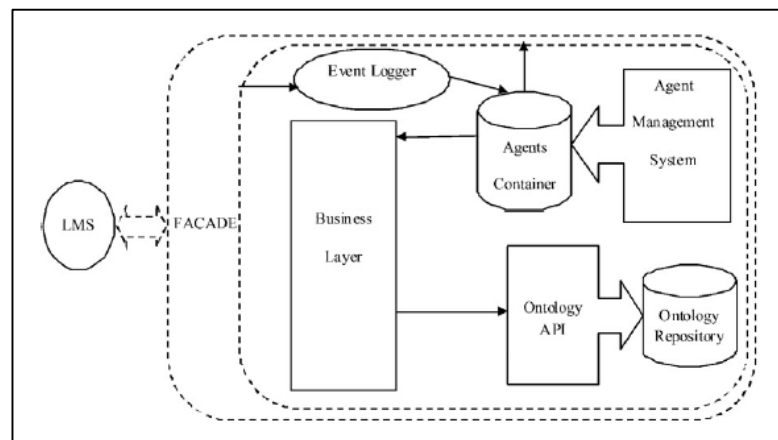 Event Logger
Agent
Management
System
Agents
Container
LMS
FACADE
Business
Layer
Ontology
API
Ontology
Repository